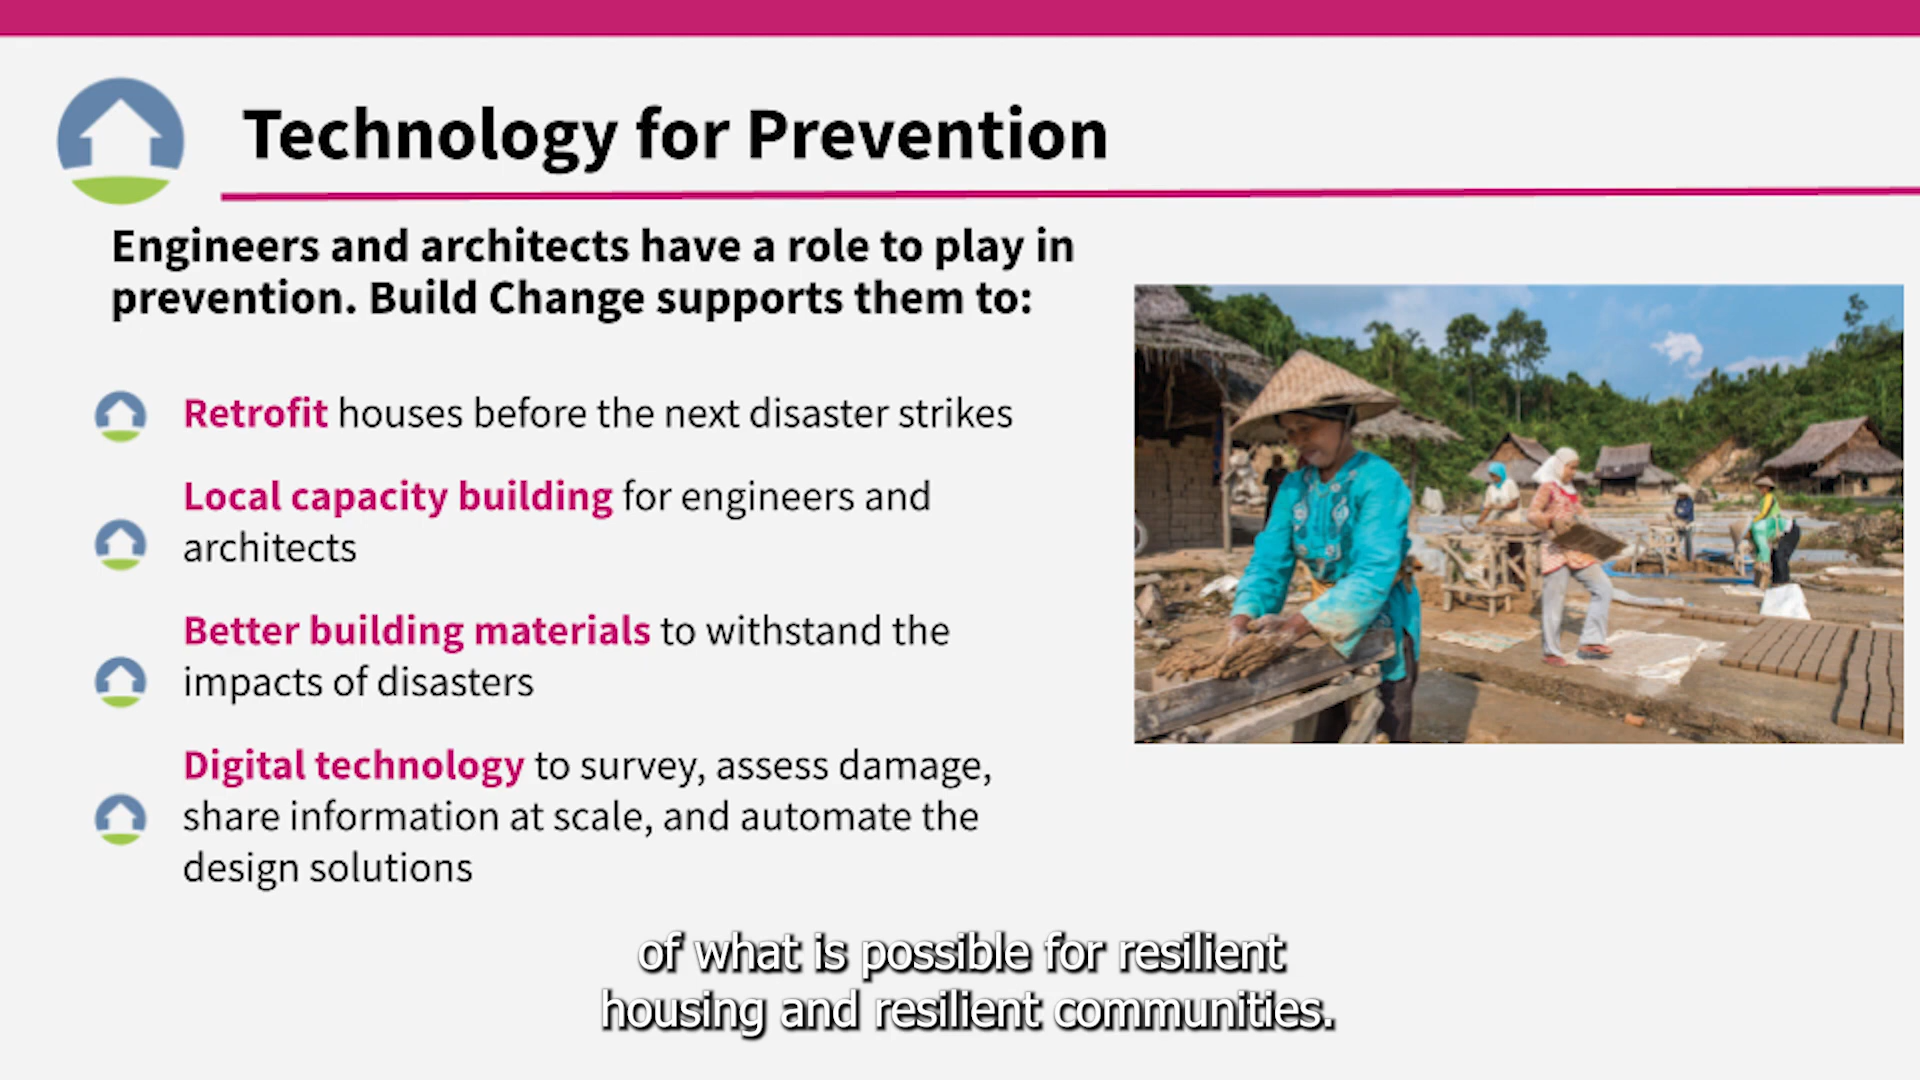 Technology for Prevention
Engineers and architects have a role to play in
prevention. Build Change supports them to:
Retrofit houses before the next disaster strikes
Local capacity building for engineers and
architects
Better building materials to withstand the
impacts of disasters
Digital technology to survey, assess damage,
share information at scale, and automate the
design solutions
of what is possible for resilient
housing and resilient communities.